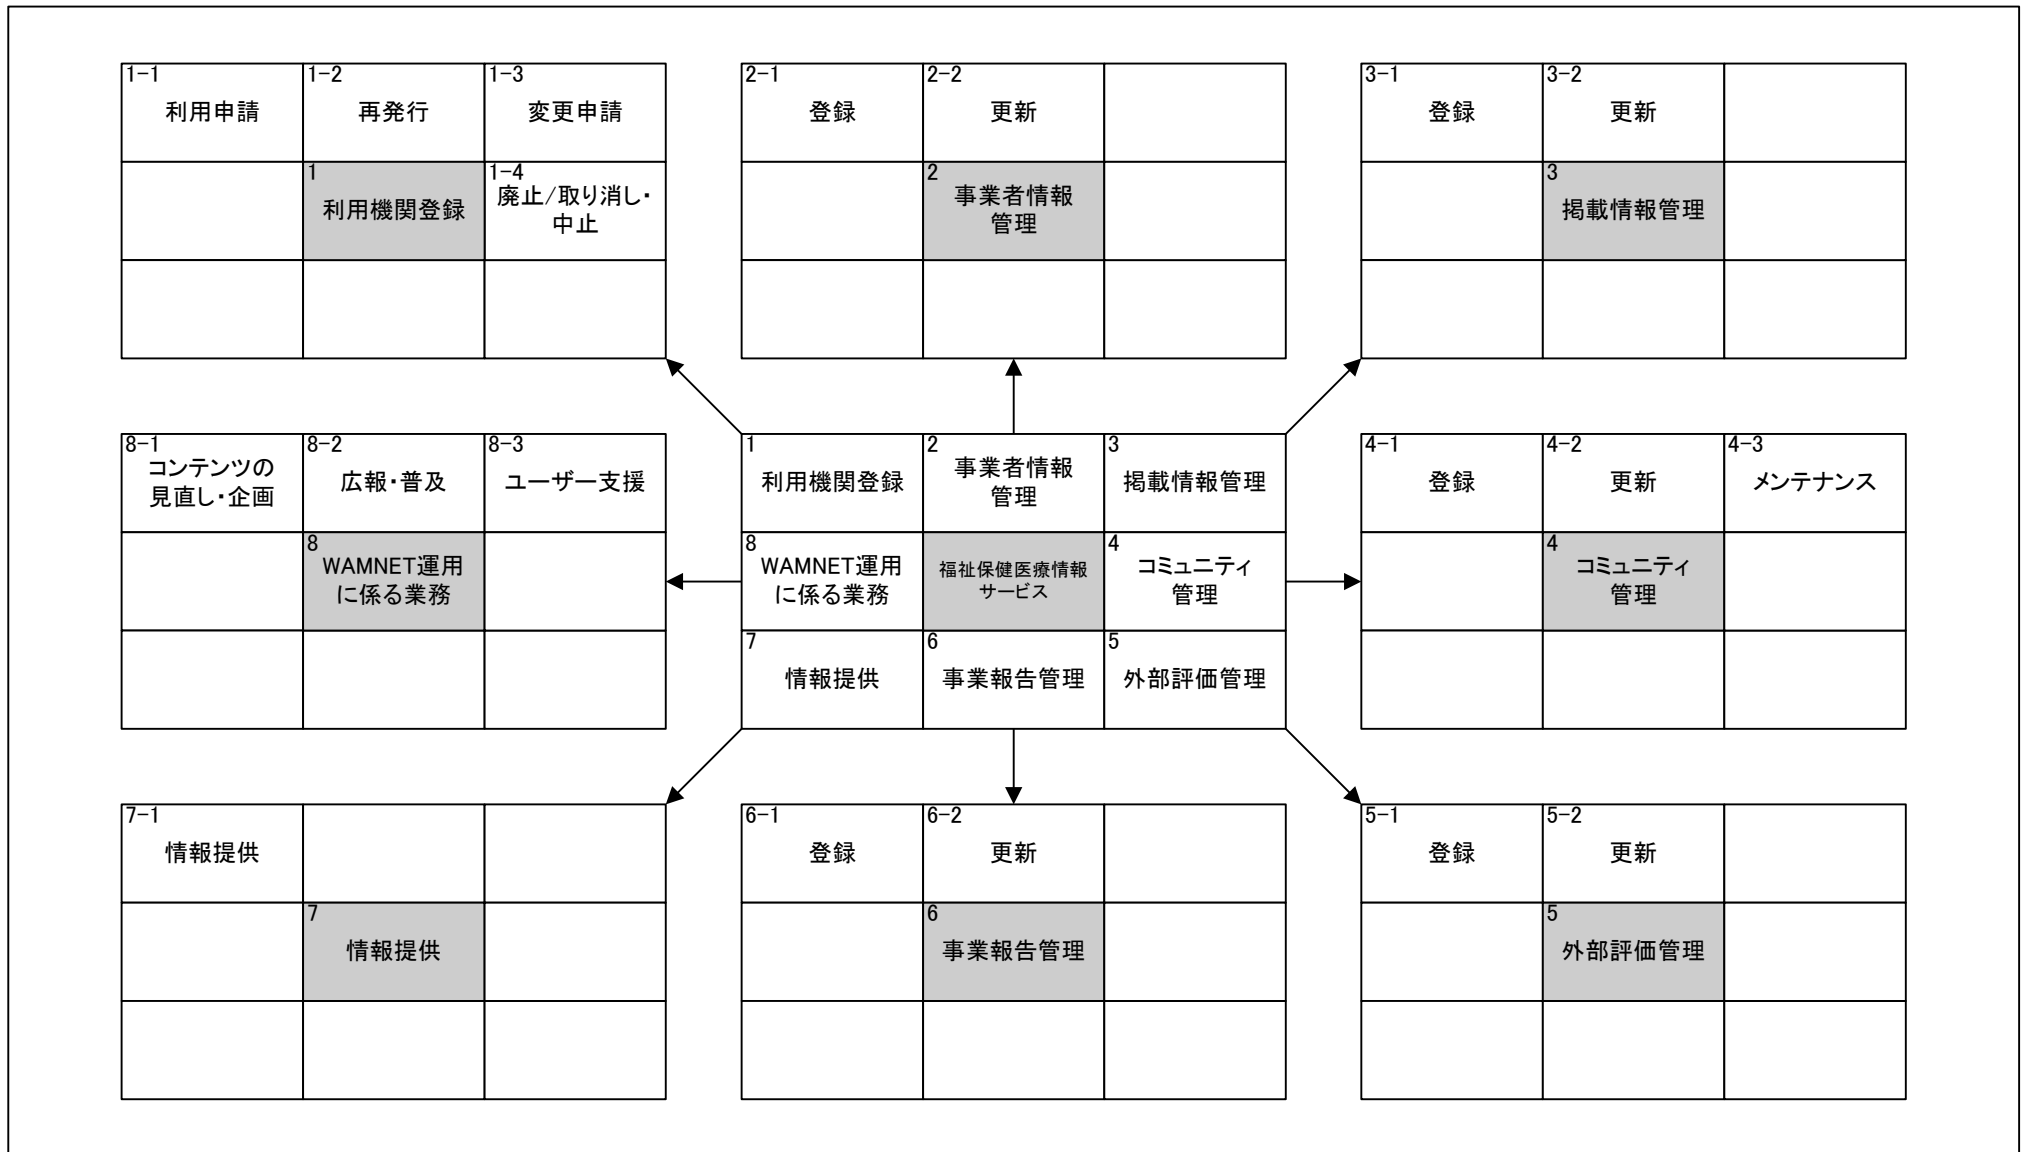 1-1
利用申請
1-2
再発行
1-3
変更申請
1
利用機関登録
1-4
廃止/取り消し・
中止
2-1
登録
2-2
更新
2
事業者情報
管理
3-1
登録
3-2
更新
3
掲載情報管理
8-1
コンテンツの
見直し・企画
8-2
広報・普及
8-3
ユーザー支援
8
WAMNET運用
に係る業務
1
利用機関登録
2
事業者情報
管理
3
掲載情報管理
8
WAMNET運用
に係る業務
福祉保健医療情報
サービス
4
コミュニティ
管理
7
情報提供
6
事業報告管理
5
外部評価管理
4-1
登録
4-2
更新
4-3
メンテナンス
4
コミュニティ
管理
7-1
情報提供
7
情報提供
6-1
登録
6-2
更新
6
事業報告管理
5-1
登録
5-2
更新
5
外部評価管理